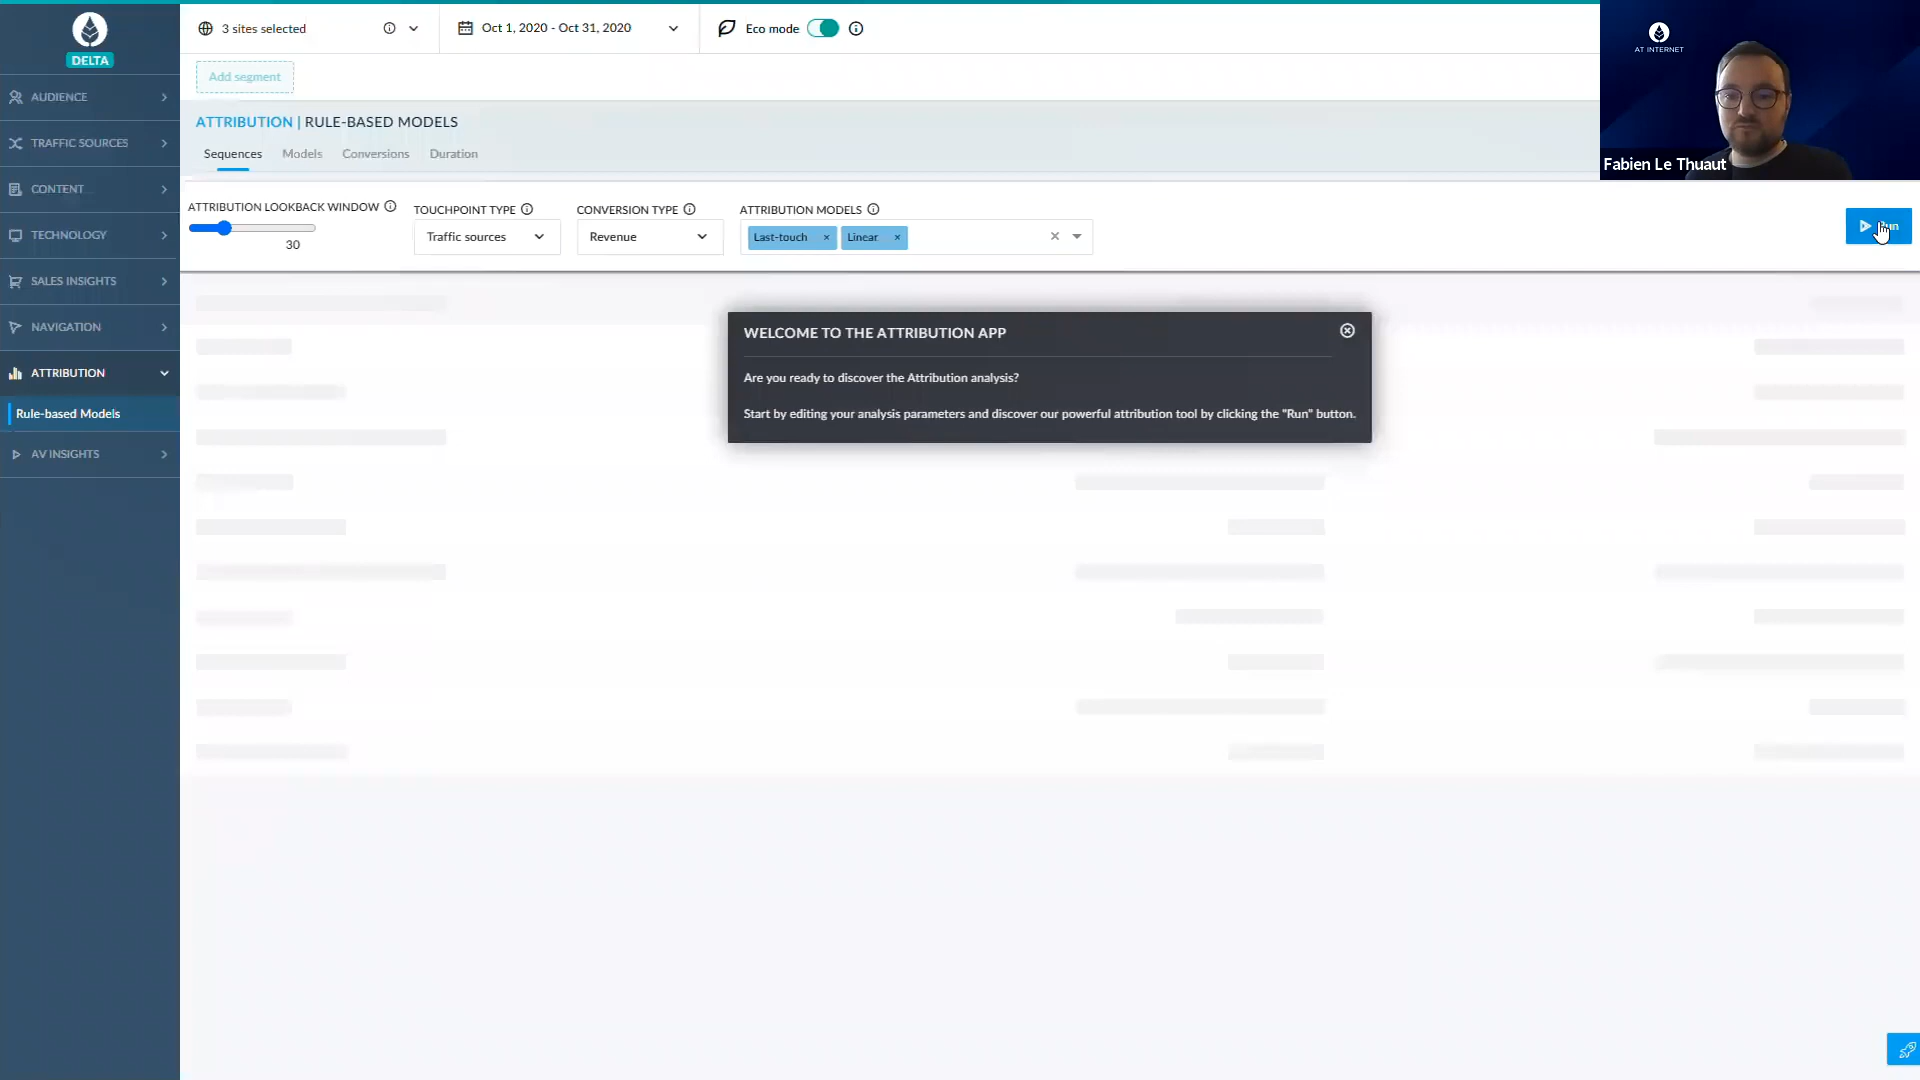 DELTA
3 sites selected
Oct 1, 2020 - Oct 31, 2020
Eco mode
AT INTERNET
Fabien Le Thuaut
Add segment
AUDIENCE
TRAFFIC SOURCES
CONTENT
TECHNOLOGY
SALES INSIGHTS
NAVIGATION
ATTRIBUTION
Rule-based Models
AV INSIGHTS
ATTRIBUTION | RULE-BASED MODELS
Sequences Models Conversions Duration
ATTRIBUTION LOOKBACK WINDOW
30
TOUCHPOINT TYPE
Traffic sources
CONVERSION TYPE
Revenue
ATTRIBUTION MODELS
Last-touch × Linear ×
WELCOME TO THE ATTRIBUTION APP
Are you ready to discover the Attribution analysis?
Start by editing your analysis parameters and discover our powerful attribution tool by clicking the "Run" button.